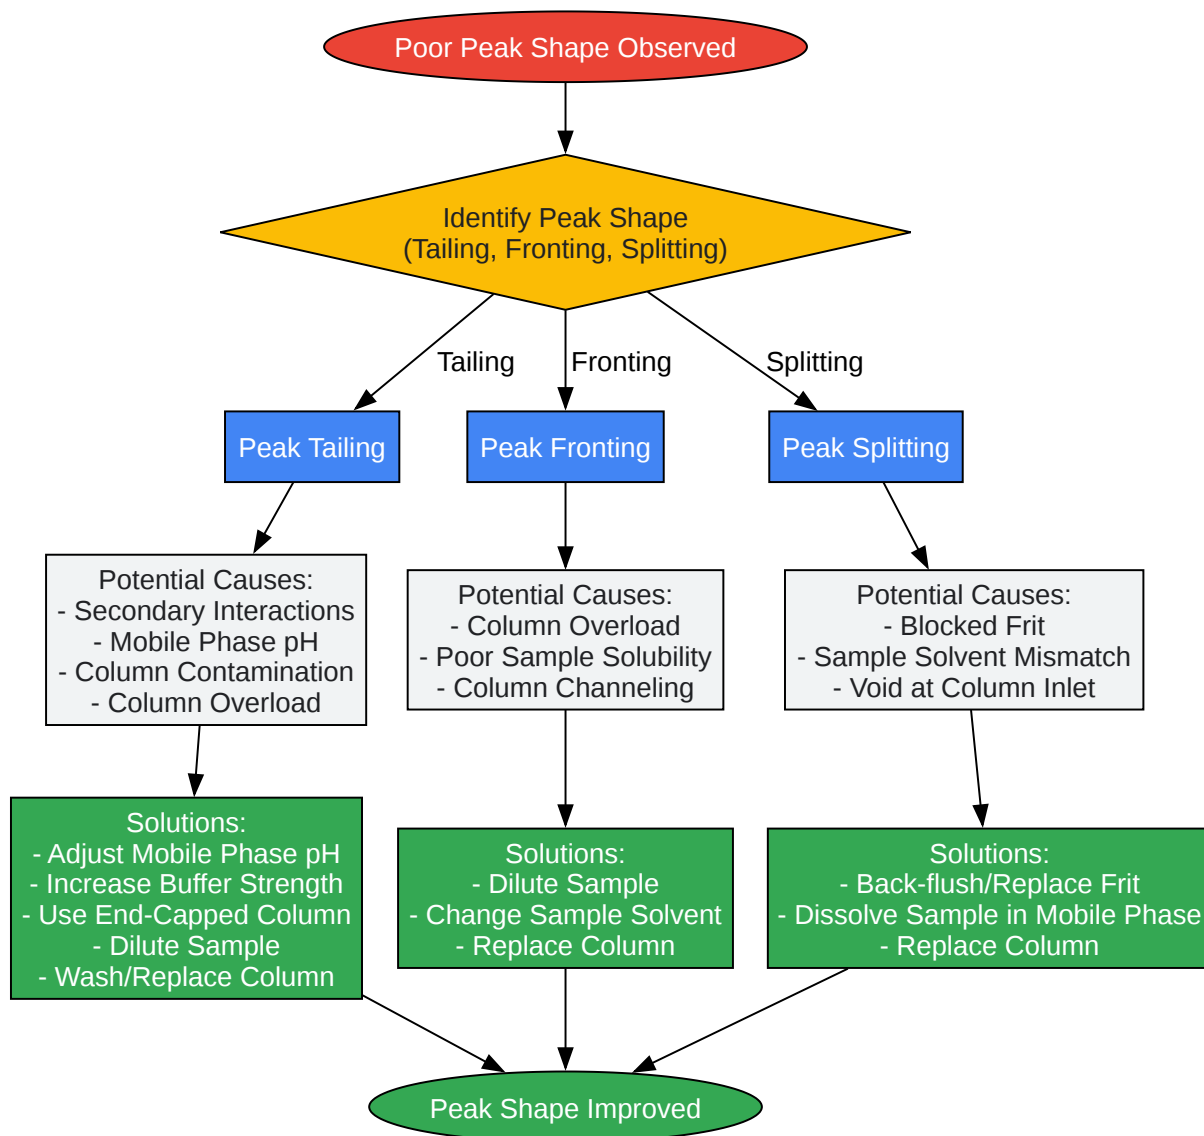 Poor Peak Shape Observed
Identify Peak Shape
(Tailing, Fronting, Splitting)
Tailing
Fronting
Splitting
Peak Tailing
Peak Fronting
Peak Splitting
Potential Causes:
- Secondary Interactions
- Mobile Phase pH
- Column Contamination
- Column Overload
Potential Causes:
- Column Overload
- Poor Sample Solubility
- Column Channeling
Potential Causes:
- Blocked Frit
- Sample Solvent Mismatch
- Void at Column Inlet
Solutions:
- Adjust Mobile Phase pH
- Increase Buffer Strength
- Use End-Capped Column
- Dilute Sample
- Wash/Replace Column
Solutions:
- Dilute Sample
- Change Sample Solvent
- Replace Column
Solutions:
- Back-flush/Replace Frit
- Dissolve Sample in Mobile Phase
- Replace Column
Peak Shape Improved